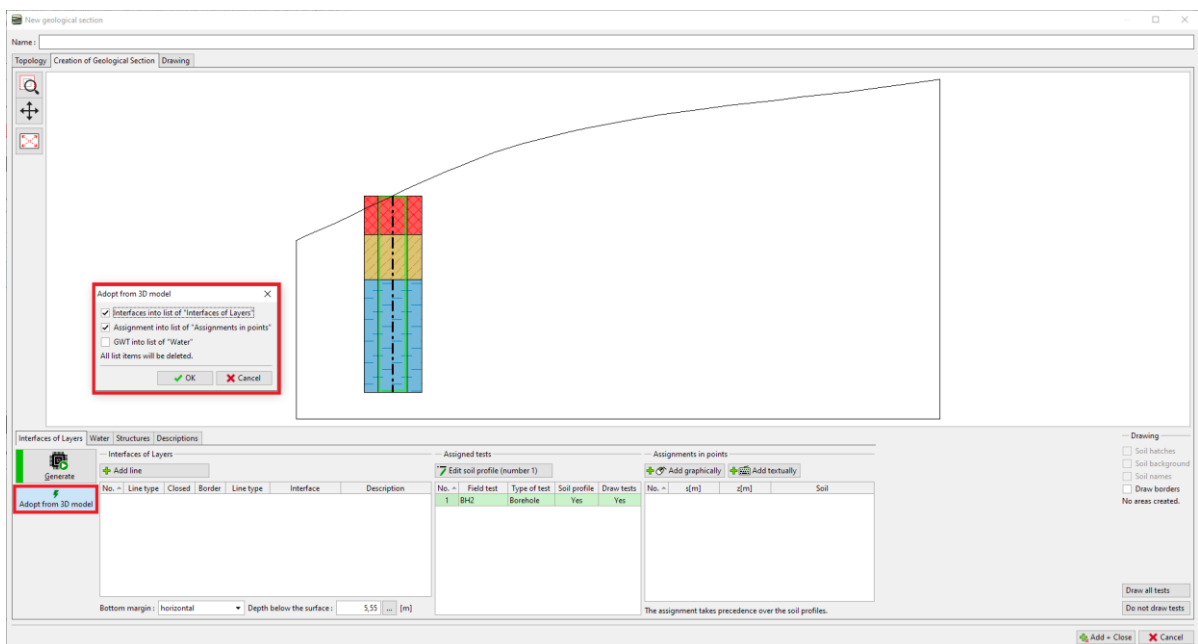 New geological section
Name :
Topology Creation of Geological Section Drawing
Adopt from 3D model
Interfaces into list of "Interfaces of Layers"
Assignment into list of "Assignments in points"
GWT into list of "Water"
All list items will be deleted.
OK Cancel
Interfaces of Layers Water Structures Descriptions
Generate
Adopt from 3D model
Interfaces of Layers
Add line
No. Line type Closed Border Line type Interface Description
Bottom margin : horizontal Depth below the surface : 5,55 ... [m]
Assigned tests
Edit soil profile (number 1)
No. Field test Type of test Soil profile Draw tests
1 BH2 Borehole Yes Yes
Assignments in points
Add graphically Add textually
No. s[m] z[m] Soil
The assignment takes precedence over the soil profiles.
Drawing
Soil hatches
Soil background
Soil names
Draw borders
No areas created.
Draw all tests
Do not draw tests
Add + Close Cancel